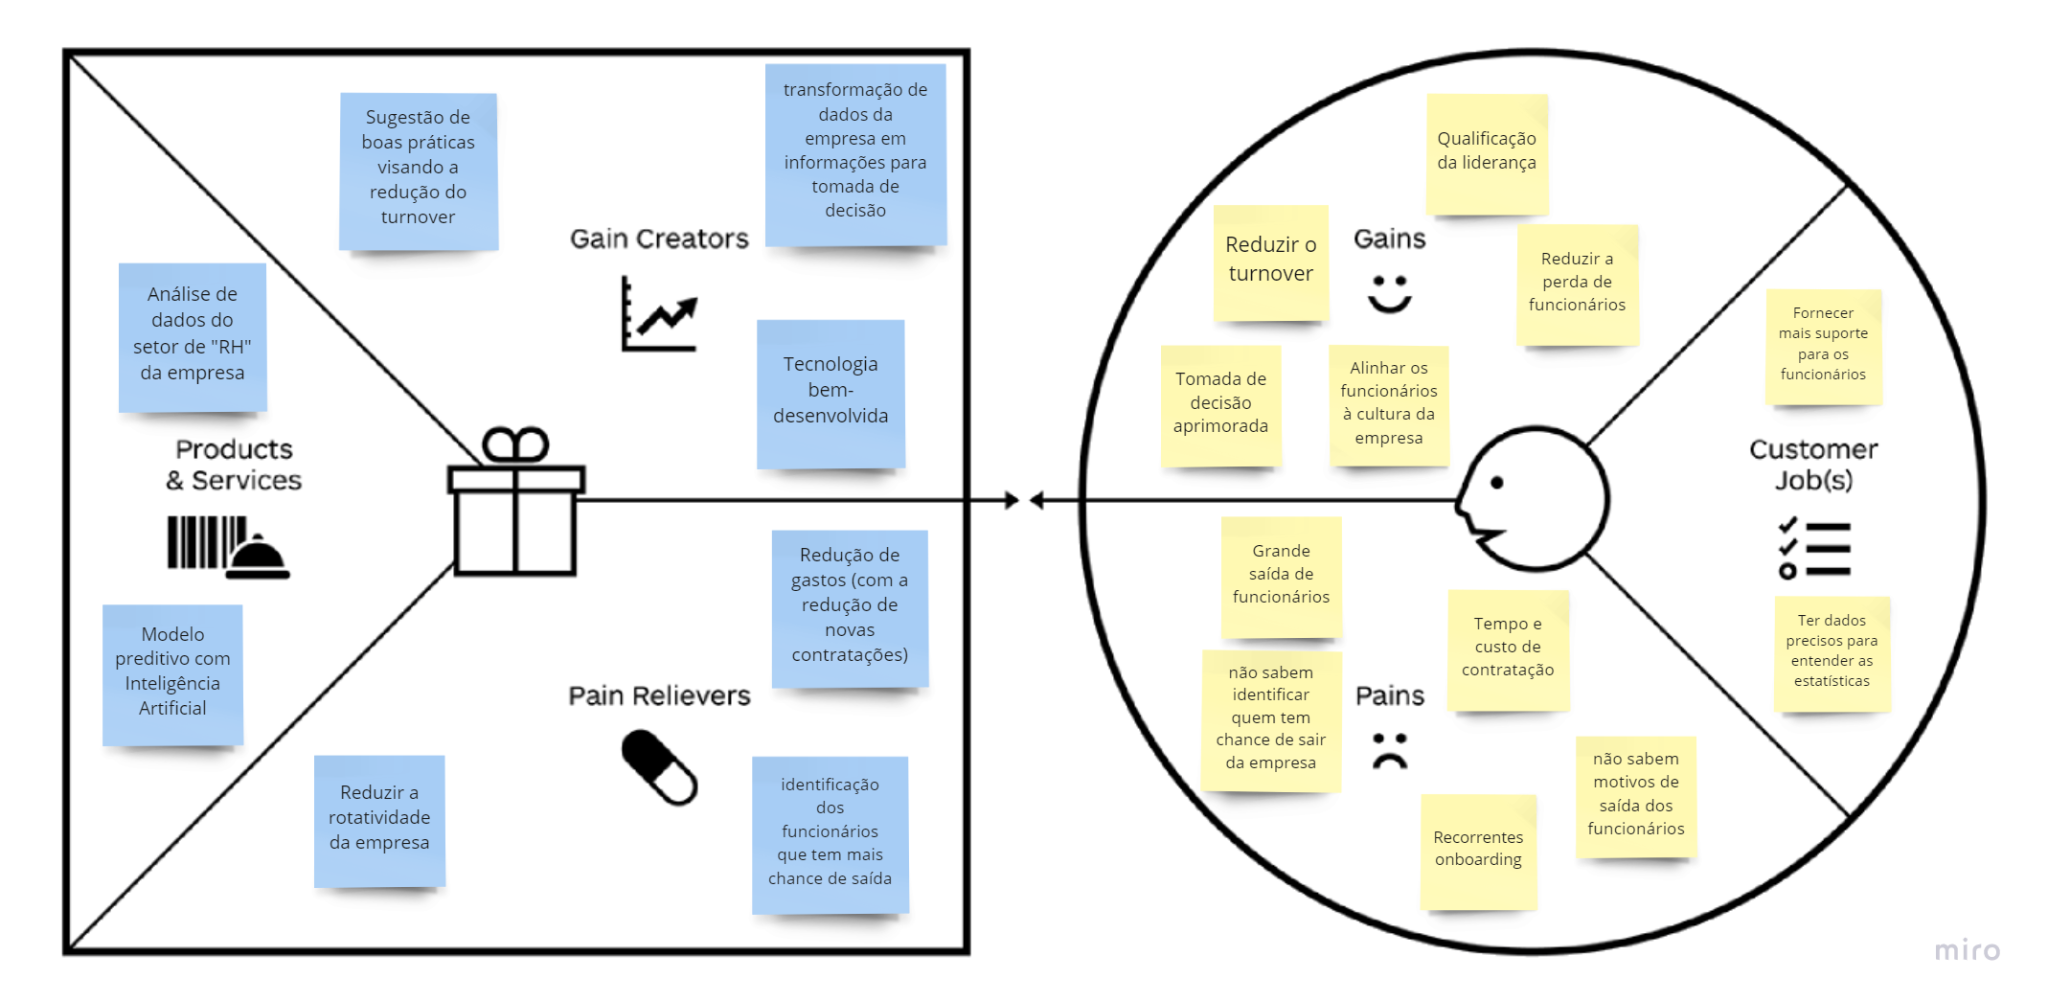 Sugestão de
boas práticas
visando a
redução do
turnover
transformação de
dados da
empresa em
informações para
tomada de
decisão
Gain Creators
Análise de
dados do
setor de "RH"
da empresa
Tecnologia
bem-
desenvolvida
Products
& Services
Modelo
preditivo com
Inteligência
Artificial
Redução de
gastos (com a
redução de
novas
contratações)
Pain Relievers
Reduzir a
rotatividade
da empresa
identificação
dos
funcionários
que tem mais
chance de saída
Qualificação
da liderança
Reduzir o
turnover
Gains
Reduzir a
perda de
funcionários
Tomada de
decisão
aprimorada
Alinhar os
funcionários
à cultura da
empresa
Fornecer
mais suporte
para os
funcionários
Customer
Job(s)
Ter dados
precisos para
entender as
estatísticas
Grande
saída de
funcionários
Tempo e
custo de
contratação
não sabem
identificar
quem tem
chance de sair
da empresa
Pains
não sabem
motivos de
saída dos
funcionários
Recorrentes
onboarding
miro